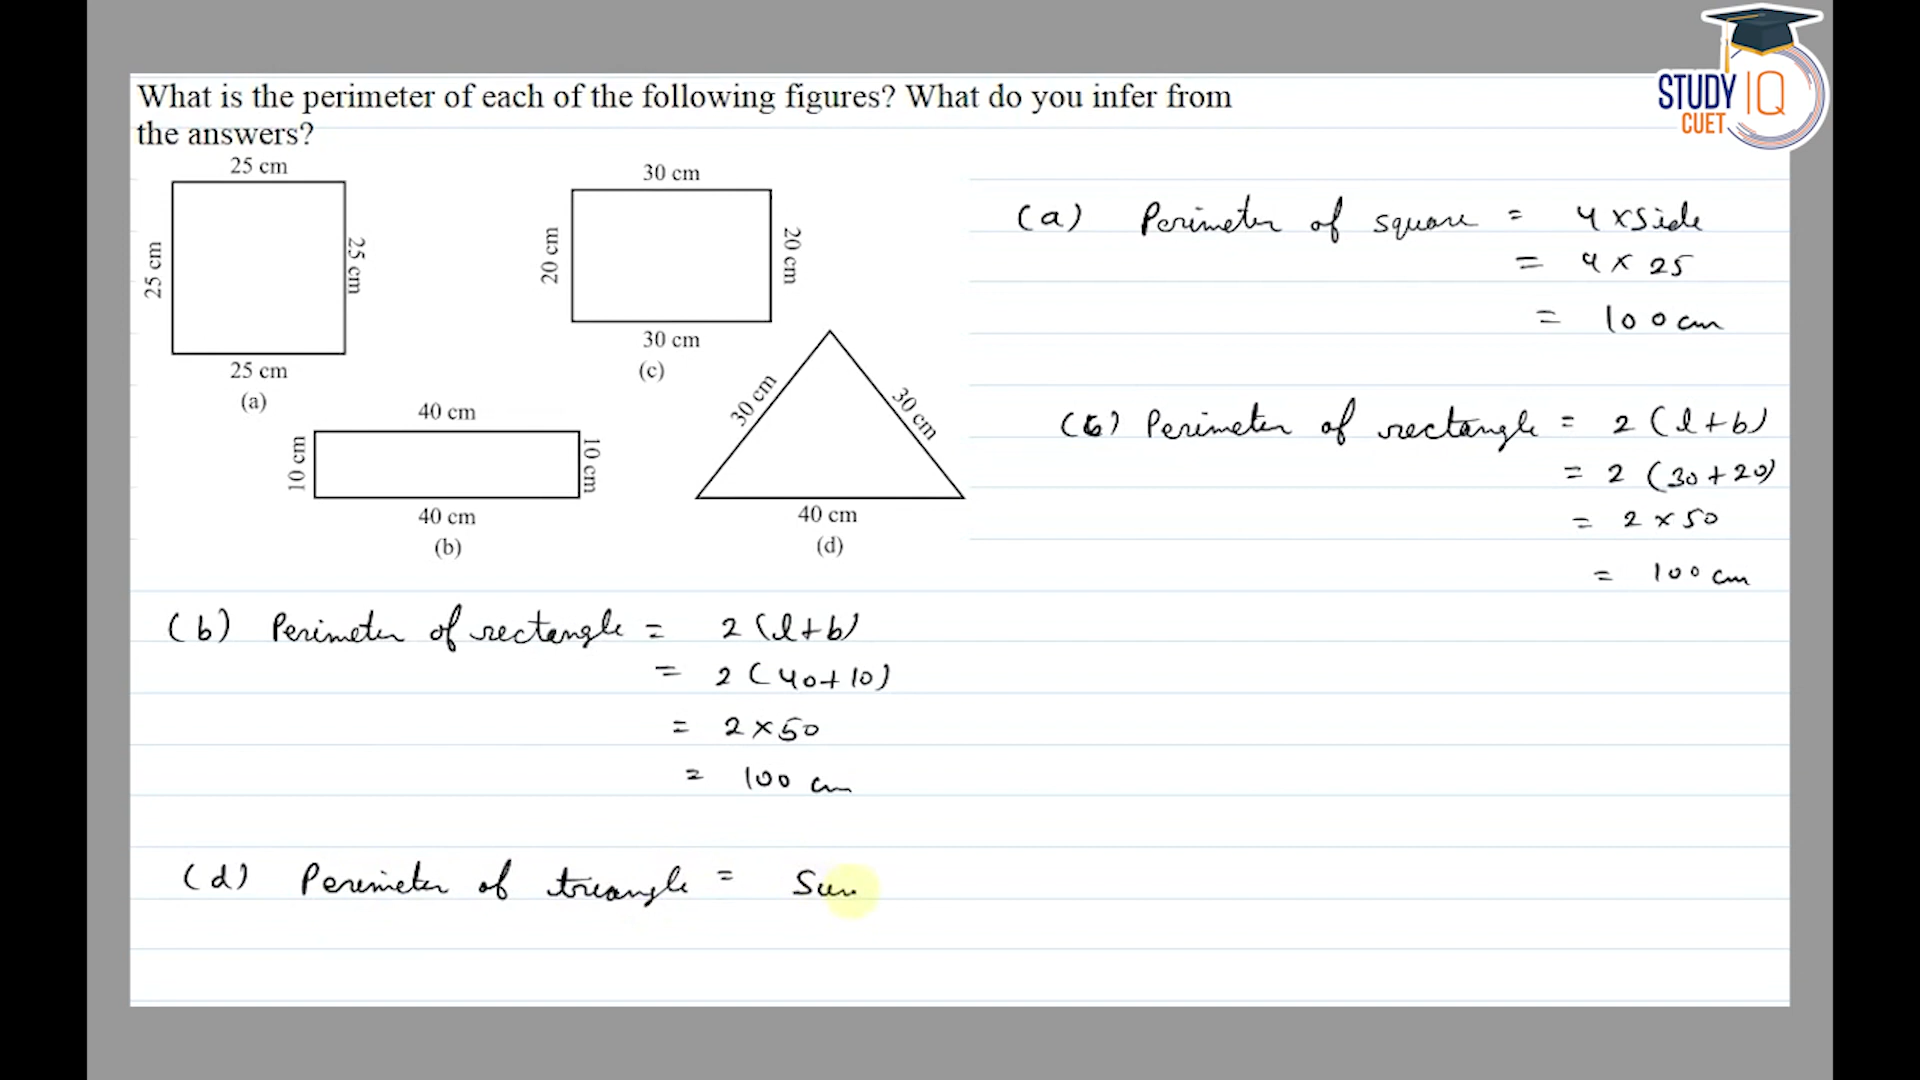 What is the perimeter of each of the following figures? What do you infer from
the answers?
25 cm
25 cm
25 cm
25 cm
(a)
30 cm
20 cm
20 cm
30 cm
(c)
40 cm
10 cm
10 cm
40 cm
(b)
30 cm
30 cm
40 cm
(d)
STUDY IQ
CUET
(a) Perimeter of square = 4 × side
= 4 × 25
= 100 cm
(c) Perimeter of rectangle = 2 (l + b)
= 2 (30 + 20)
= 2 × 50
= 100 cm
(b) Perimeter of rectangle = 2 (l + b)
= 2 (40 + 10)
= 2 × 50
= 100 cm
(d) Perimeter of triangle = Sum